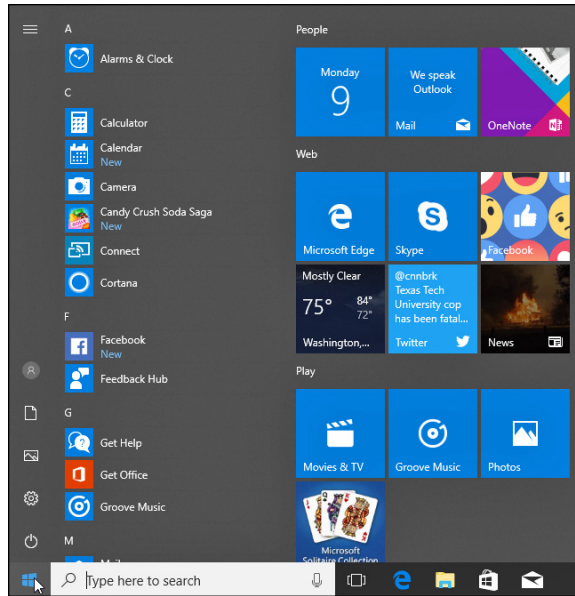 A
Alarms & Clock
C
Calculator
Calendar
New
Camera
Candy Crush Soda Saga
New
Connect
Cortana
F
Facebook
New
Feedback Hub
G
Get Help
Get Office
Groove Music
M
People
Monday
9
We speak
Outlook
Mail
OneNote
Web
Microsoft Edge
Skype
Facebook
Mostly Clear
75° 84°
72°
Washington,...
@cnnbrk
Texas Tech
University cop
has been fatal...
Twitter
News
Play
Movies & TV
Groove Music
Photos
Microsoft
Solitaire Collection
Type here to search